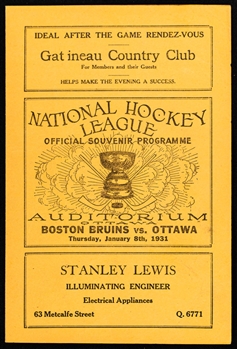 IDEAL AFTER THE GAME RENDEZ-VOUS
Gatineau Country Club
For Members and their Guests
HELPS MAKE THE EVENING A SUCCESS.
NATIONAL HOCKEY
LEAGUE
OFFICIAL SOUVENIR PROGRAMME
AUDITORIUM
OTTAWA
BOSTON BRUINS vs. OTTAWA
Thursday, January 8th, 1931
STANLEY LEWIS
ILLUMINATING ENGINEER
Electrical Appliances
63 Metcalfe Street Q. 6771